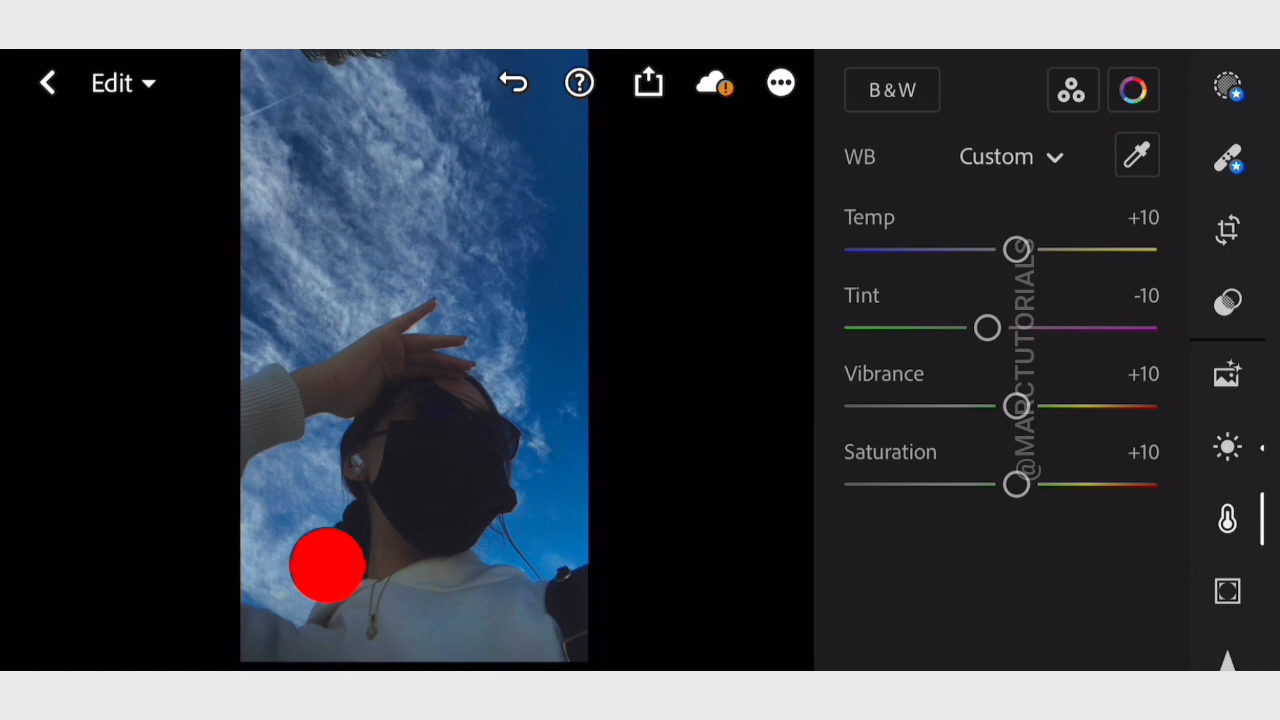 Edit
B&W
WB
Custom
Temp
+10
Tint
-10
Vibrance
+10
Saturation
+10
@MARCTUTORIALS